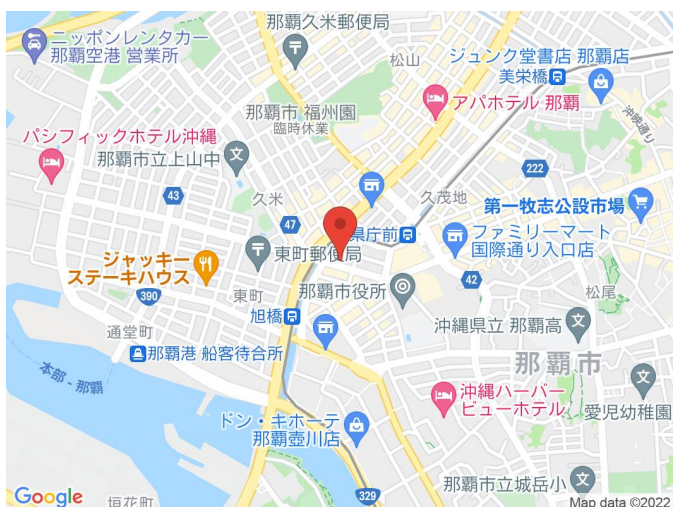 ニッポンレンタカー
那覇空港 営業所
那覇久米郵便局
松山
ジュンク堂書店 那覇店
美栄橋
沖映通り
那覇市 福州園
臨時休業
アパホテル 那覇
パシフィックホテル沖縄
那覇市立上山中
222
43
久米
久茂地
第一牧志公設市場
47
県庁前
ファミリーマート
国際通り入口店
ジャッキー
ステーキハウス
東町郵便局
390
東町
那覇市役所
42
松尾
旭橋
通堂町
沖縄県立 那覇高
那覇港 船客待合所
那覇市
本部 - 那覇
沖縄ハーバー
ビューホテル
愛児幼稚園
ドン・キホーテ
那覇壺川店
那覇市立城岳小
329
Google
垣花町
Map data ©2022